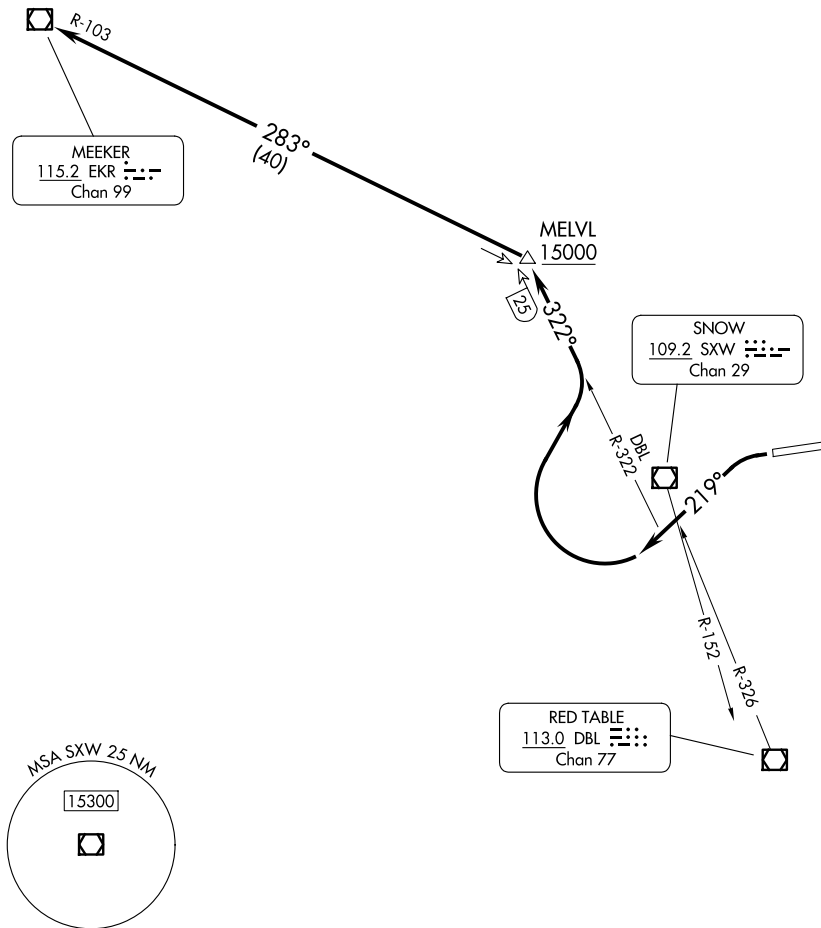 R-103
MEEKER
115.2 EKR
Chan 99
283°
(40)
MELVL
15000
25
322°
SNOW
109.2 SXW
Chan 29
DBL
R-322
219°
R-152
R-326
RED TABLE
113.0 DBL
Chan 77
MSA SXW 25 NM
15300